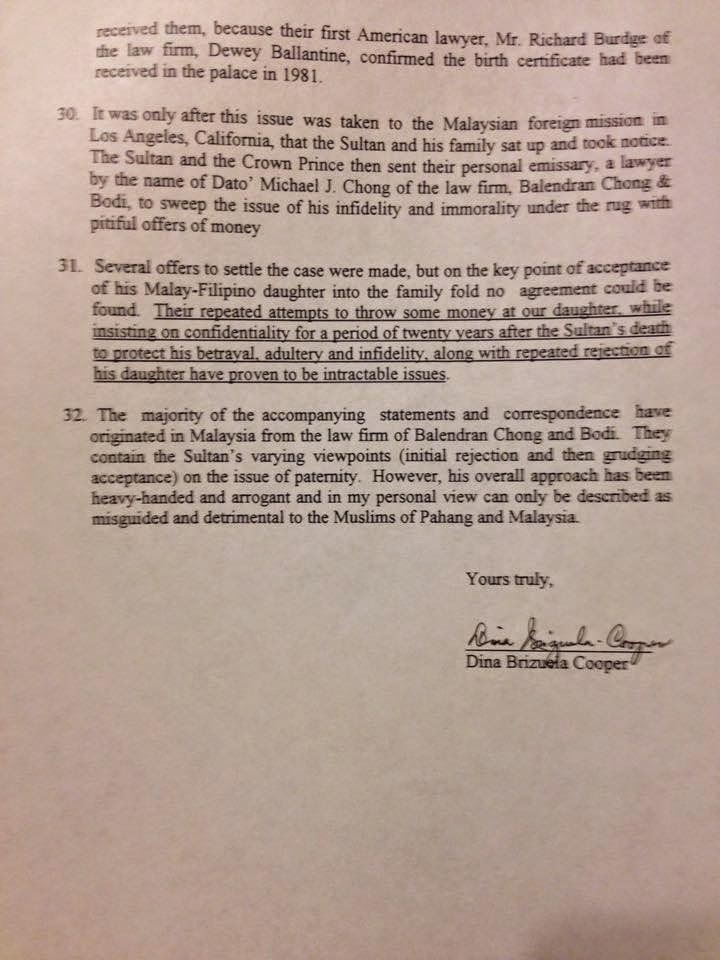 received them, because their first American lawyer, Mr. Richard Burdge of
the law firm, Dewey Ballantine, confirmed the birth certificate had been
received in the palace in 1981.
30. It was only after this issue was taken to the Malaysian foreign mission in
Los Angeles, California, that the Sultan and his family sat up and took notice.
The Sultan and the Crown Prince then sent their personal emissary, a lawyer
by the name of Dato' Michael J. Chong of the law firm, Balendran Chong &
Bodi, to sweep the issue of his infidelity and immorality under the rug with
pitiful offers of money
31. Several offers to settle the case were made, but on the key point of acceptance
of his Malay-Filipino daughter into the family fold no agreement could be
found. Their repeated attempts to throw some money at our daughter, while
insisting on confidentiality for a period of twenty years after the Sultan's death
to protect his betrayal, adultery and infidelity, along with repeated rejection of
his daughter have proven to be intractable issues.
32. The majority of the accompanying statements and correspondence have
originated in Malaysia from the law firm of Balendran Chong and Bodi. They
contain the Sultan's varying viewpoints (initial rejection and then grudging
acceptance) on the issue of paternity. However, his overall approach has been
heavy-handed and arrogant and in my personal view can only be described as
misguided and detrimental to the Muslims of Pahang and Malaysia.
Yours truly,
Dina Brizuela-Cooper
Dina Brizuela Cooper